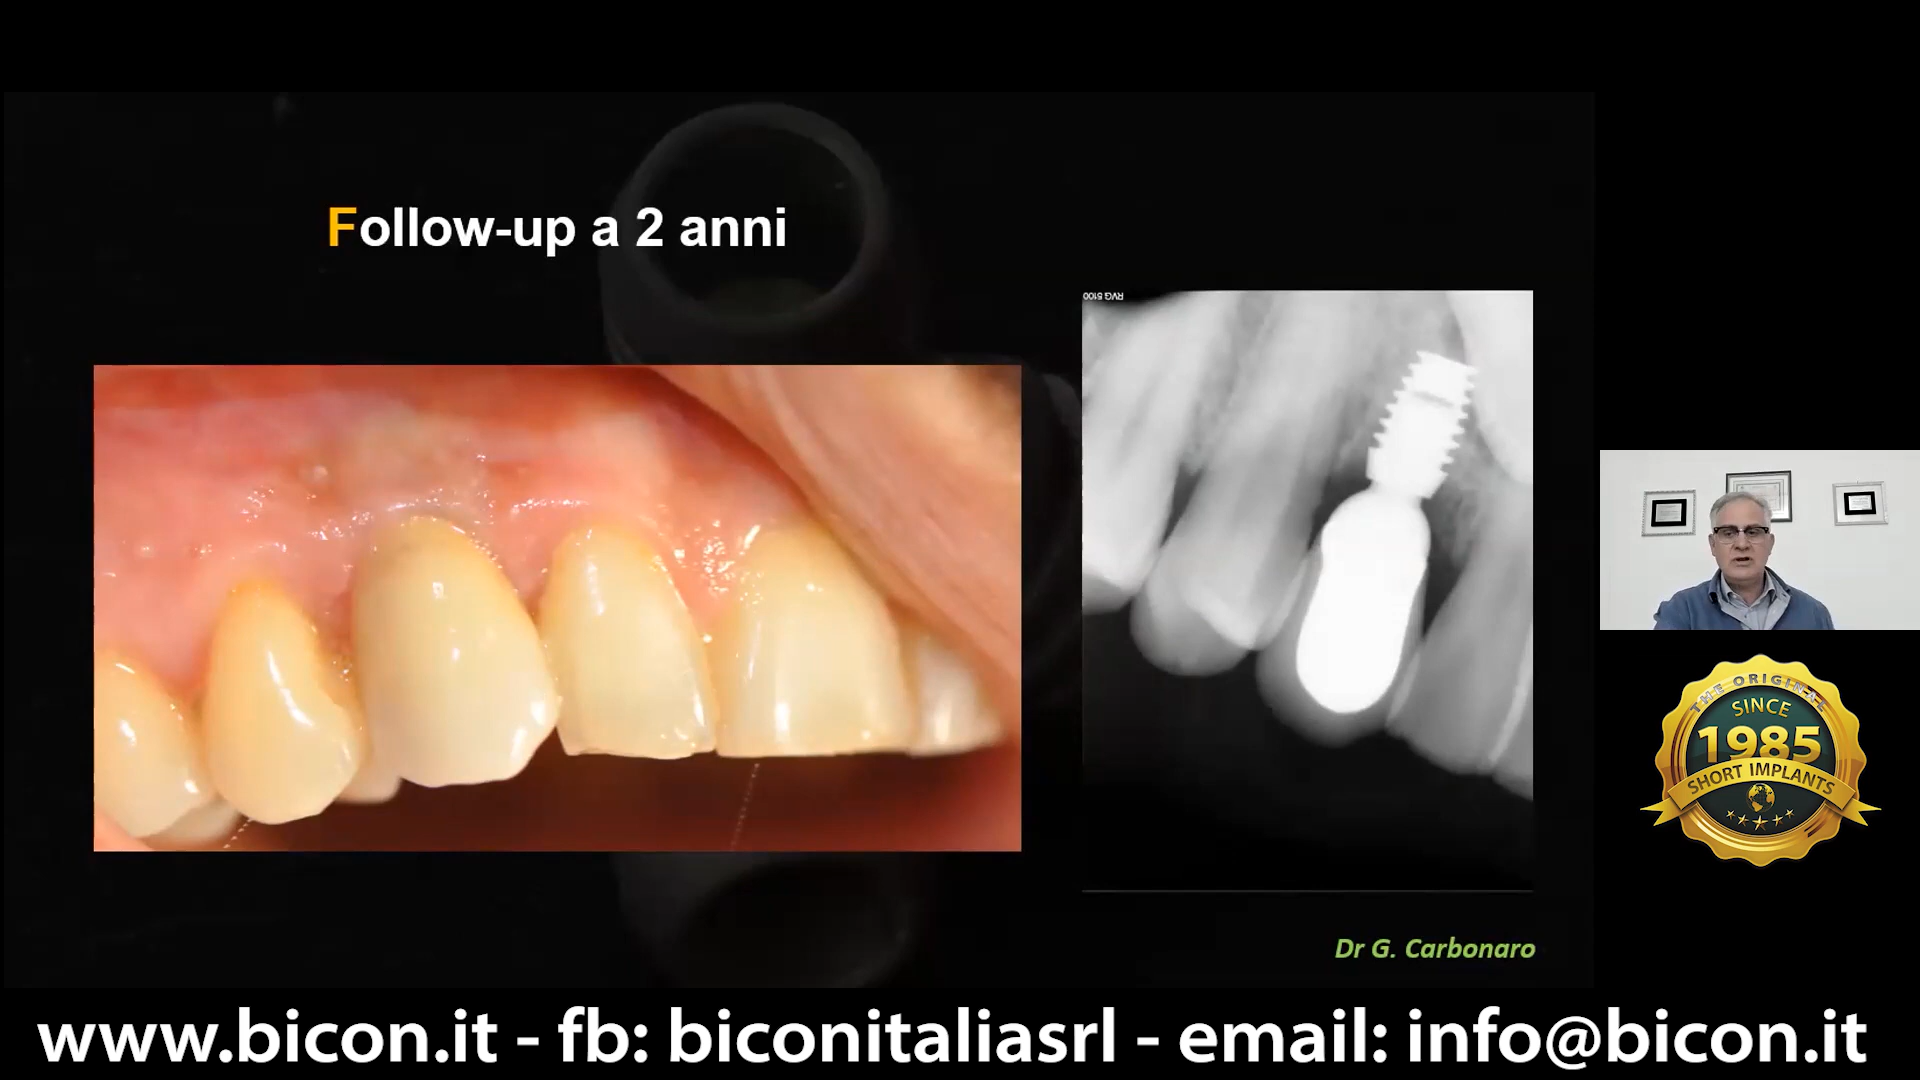 Follow-up a 2 anni
RVG 5100
Dr G. Carbonaro
THE ORIGINAL
SINCE
1985
SHORT IMPLANTS
www.bicon.it - fb: biconitaliasrl - email: info@bicon.it